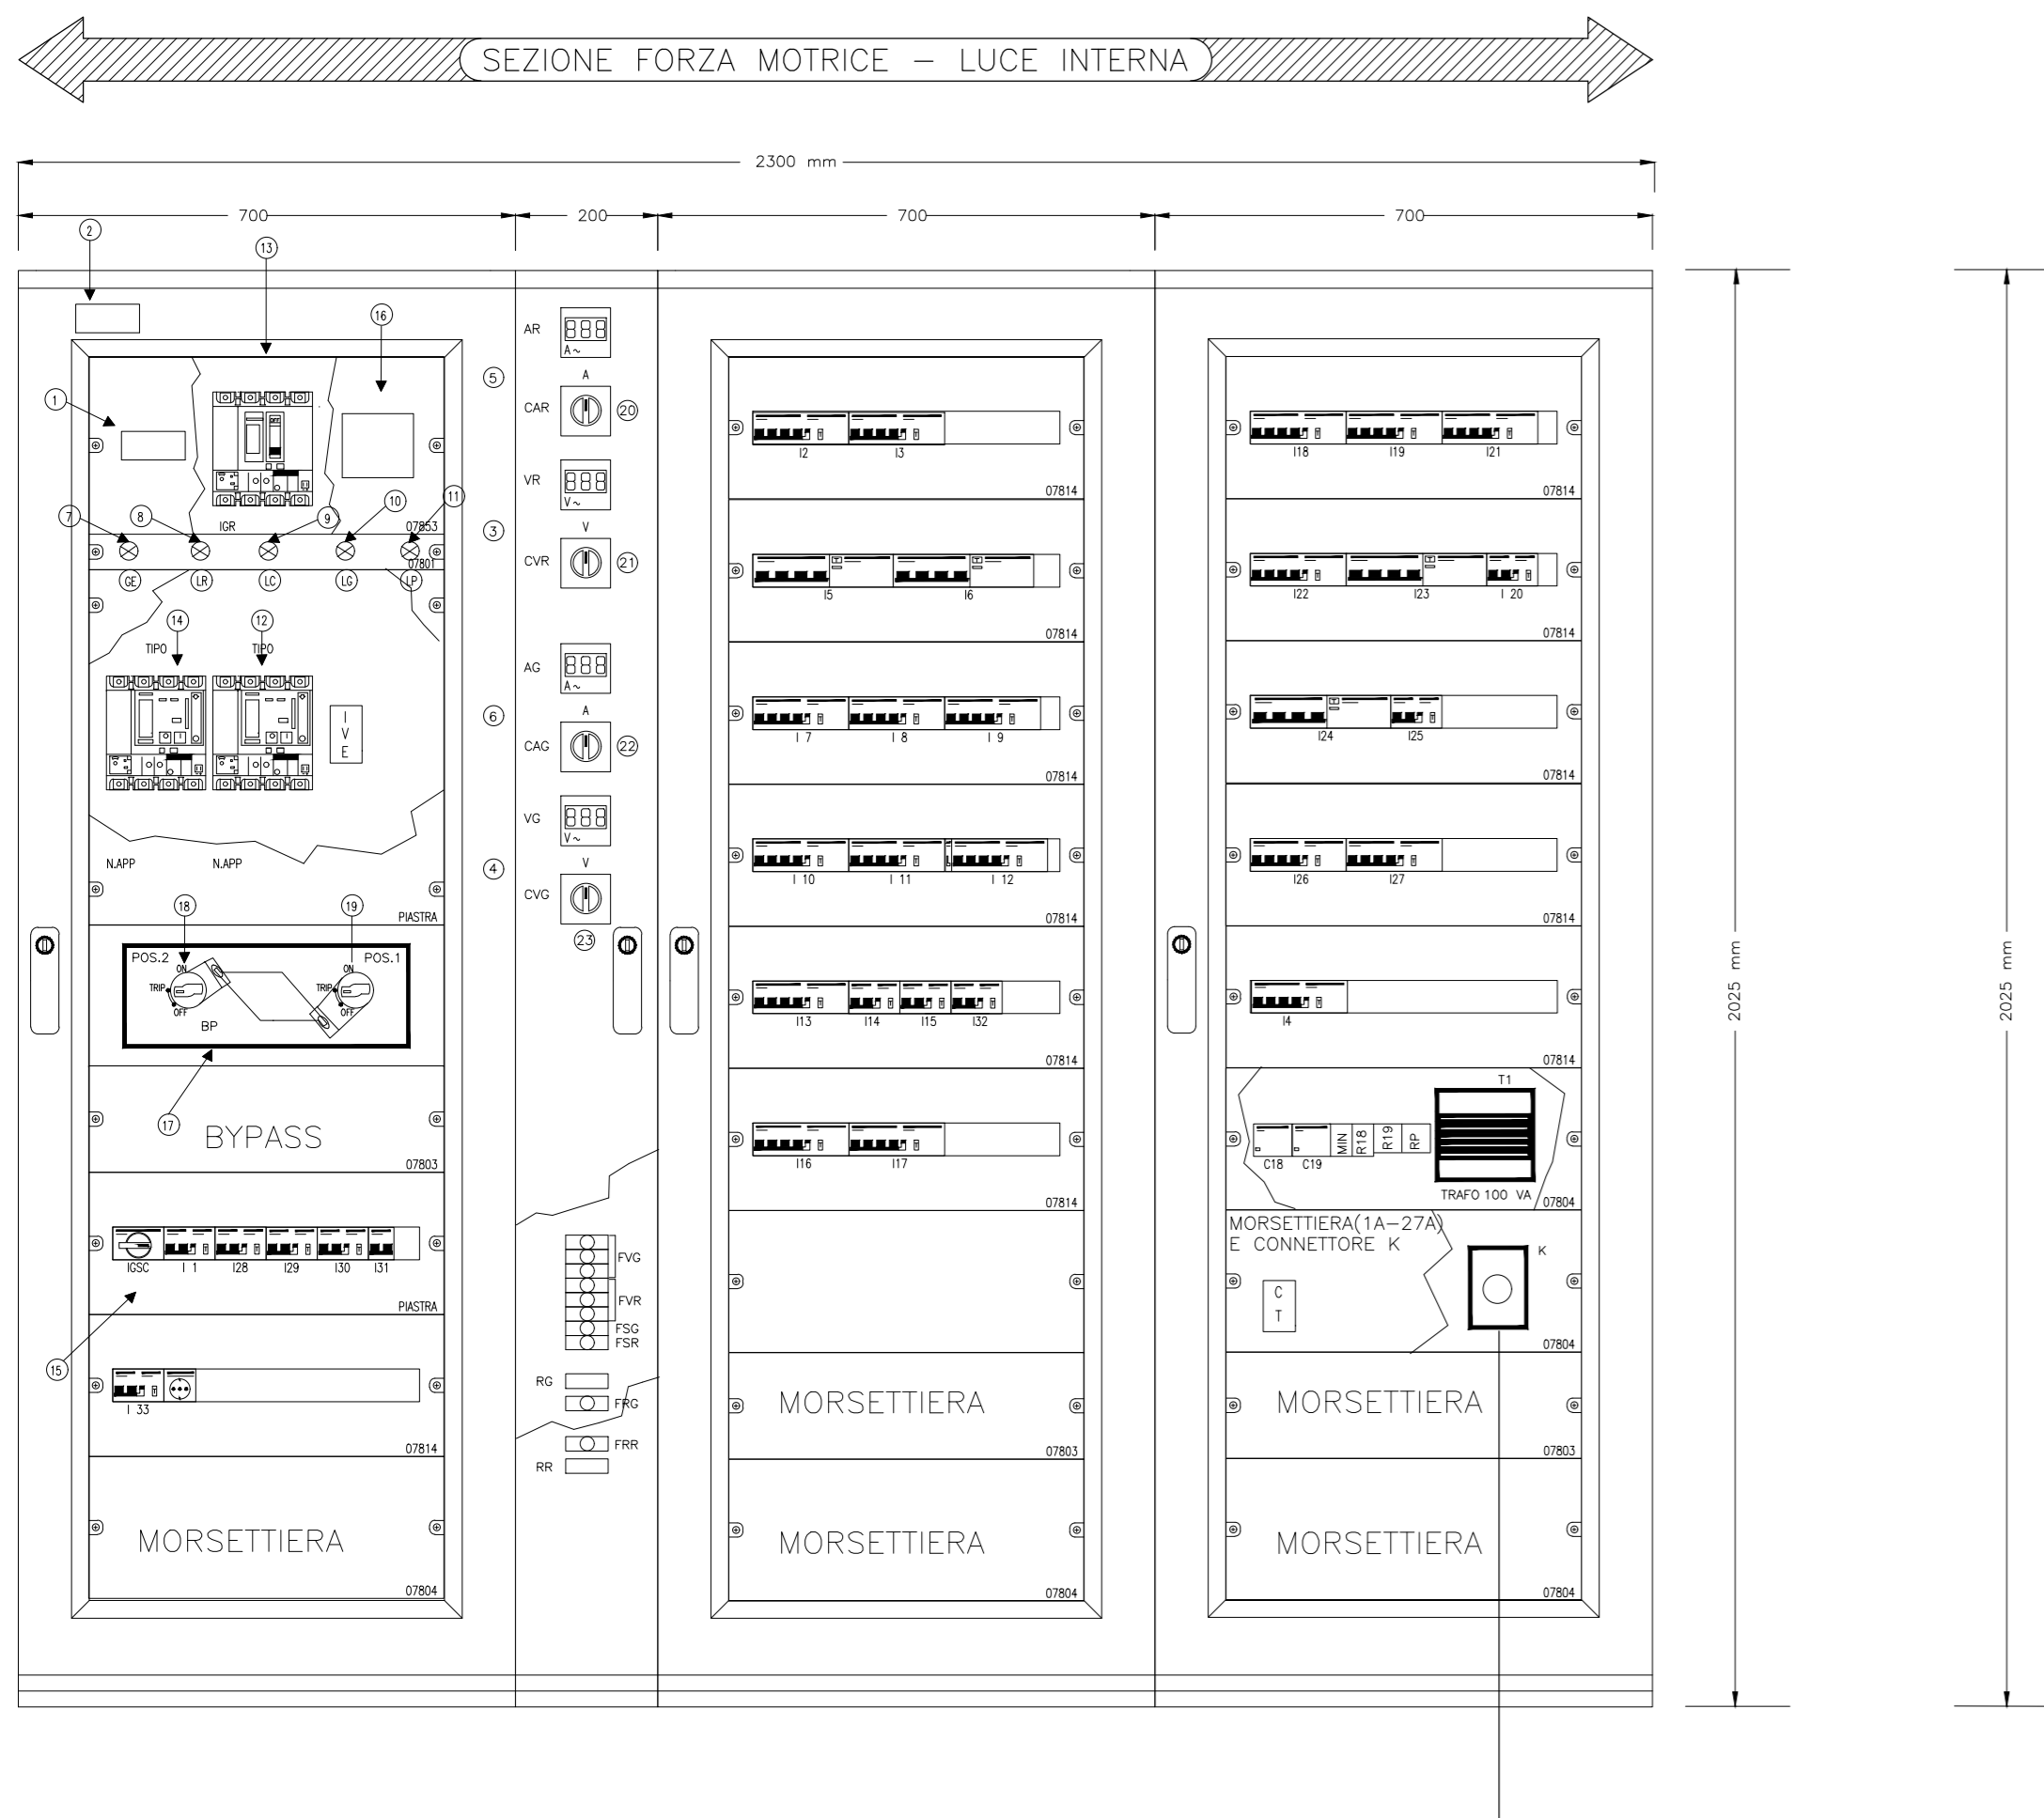 SEZIONE FORZA MOTRICE – LUCE INTERNA
2300 mm
700
200
700
700
2
13
16
1
IGR
07853
7
8
9
10
11
07801
GE
LR
LC
LG
LP
14
12
TIPO
TIPO
I
V
E
N.APP
N.APP
PIASTRA
18
19
POS.2
POS.1
ON
TRIP
OFF
ON
TRIP
OFF
BP
17
BYPASS
07803
IGSC
I 1
I28
I29
I30
I31
PIASTRA
15
I 33
07814
MORSETTIERA
07804
AR
A~
5
A
CAR
20
VR
V~
3
V
CVR
21
AG
A~
6
A
CAG
22
VG
V~
4
V
CVG
23
FVG
FVR
FSG
FSR
RG
FRG
FRR
RR
I2
I3
07814
I5
I6
07814
I 7
I 8
I 9
07814
I 10
I 11
I 12
07814
I13
I14
I15
I32
07814
I16
I17
07814
MORSETTIERA
07803
MORSETTIERA
07804
I18
I19
I21
07814
I22
I23
I 20
07814
I24
I25
07814
I26
I27
07814
I4
07814
T1
C18
C19
MIN
R18
R19
RP
TRAFO 100 VA
07804
MORSETTIERA(1A–27A)
E CONNETTORE K
K
C
T
07804
MORSETTIERA
07803
MORSETTIERA
07804
2025 mm
2025 mm